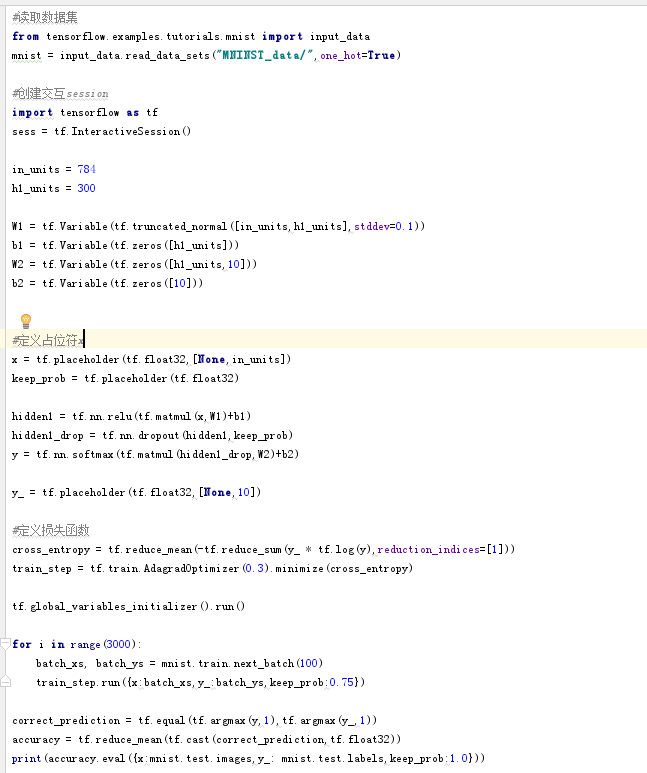 #读取数据集
from tensorflow.examples.tutorials.mnist import input_data
mnist = input_data.read_data_sets("MNINST_data/",one_hot=True)
#创建交互session
import tensorflow as tf
sess = tf.InteractiveSession()
in_units = 784
h1_units = 300
W1 = tf.Variable(tf.truncated_normal([in_units,h1_units],stddev=0.1))
b1 = tf.Variable(tf.zeros([h1_units]))
W2 = tf.Variable(tf.zeros([h1_units,10]))
b2 = tf.Variable(tf.zeros([10]))
#定义占位符x
x = tf.placeholder(tf.float32,[None,in_units])
keep_prob = tf.placeholder(tf.float32)
hidden1 = tf.nn.relu(tf.matmul(x,W1)+b1)
hidden1_drop = tf.nn.dropout(hidden1,keep_prob)
y = tf.nn.softmax(tf.matmul(hidden1_drop,W2)+b2)
y_ = tf.placeholder(tf.float32,[None,10])
#定义损失函数
cross_entropy = tf.reduce_mean(-tf.reduce_sum(y_ * tf.log(y),reduction_indices=[1]))
train_step = tf.train.AdagradOptimizer(0.3).minimize(cross_entropy)
tf.global_variables_initializer().run()
for i in range(3000):
    batch_xs, batch_ys = mnist.train.next_batch(100)
    train_step.run({x:batch_xs,y_:batch_ys,keep_prob:0.75})
correct_prediction = tf.equal(tf.argmax(y,1),tf.argmax(y_,1))
accuracy = tf.reduce_mean(tf.cast(correct_prediction,tf.float32))
print(accuracy.eval({x:mnist.test.images,y_: mnist.test.labels,keep_prob:1.0}))